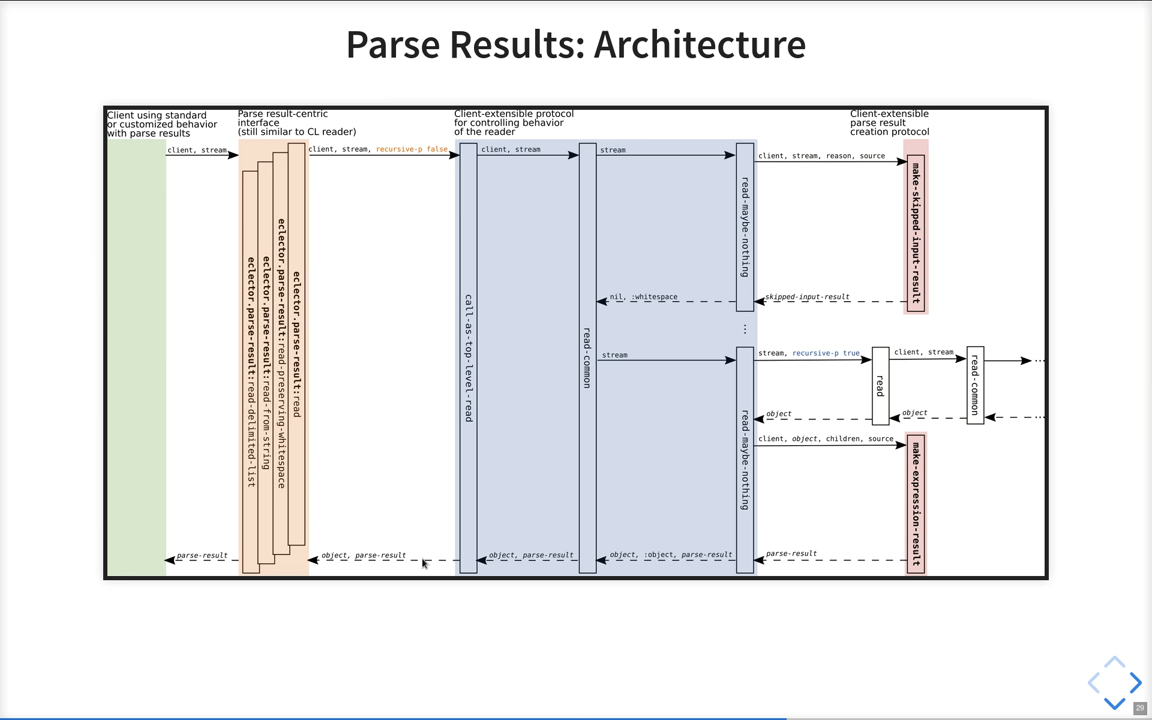 Parse Results: Architecture
Client using standard
or customized behavior
with parse results
Parse result-centric
interface
(still similar to CL reader)
Client-extensible protocol
for controlling behavior
of the reader
Client-extensible
parse result
creation protocol
client, stream
client, stream, recursive-p false
client, stream
stream
client, stream, reason, source
eclector.parse-result:read-delimited-list
eclector.parse-result:read-from-string
eclector.parse-result:read-preserving-whitespace
eclector.parse-result:read
call-as-top-level-read
read-common
read-maybe-nothing
make-skipped-input-result
nil, :whitespace
skipped-input-result
⋮
stream
stream, recursive-p true
client, stream
...
read
read-common
object
object
...
client, object, children, source
read-maybe-nothing
make-expression-result
parse-result
object, parse-result
object, parse-result
object, :object, parse-result
parse-result
29